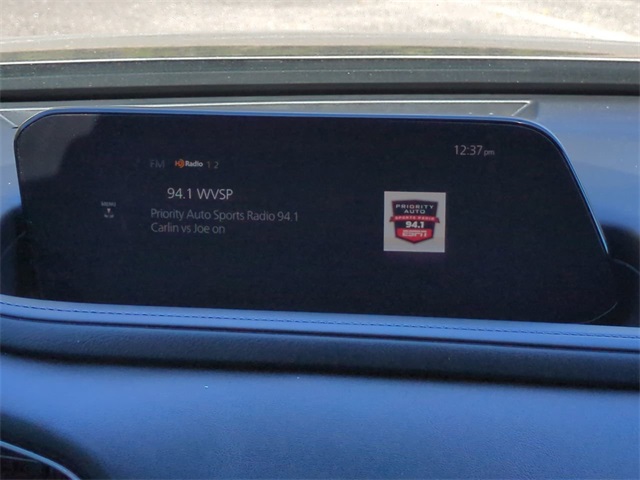 FM HD Radio 1 2
12:37 pm
94.1 WVSP
Priority Auto Sports Radio 94.1
Carlin vs Joe on
PRIORITY
AUTO
SPORTS RADIO
94.1
ESPN